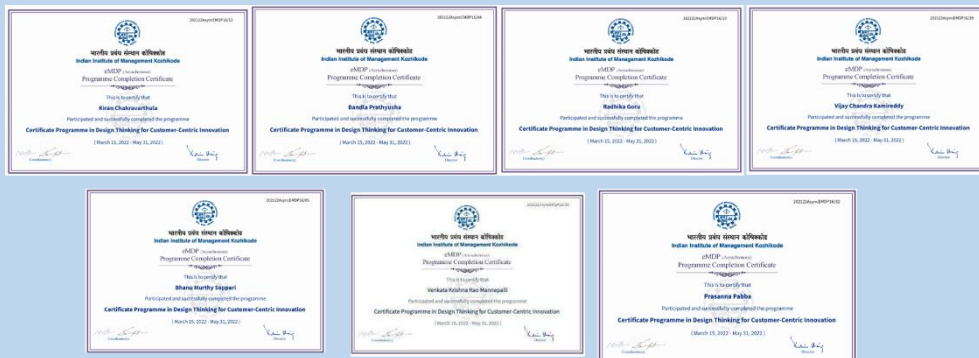 भारतीय प्रबंध संस्थान कोषिक्कोड
Indian Institute of Management Kozhikode
eMDP (Asynchronous)
Programme Completion Certificate
This is to certify that
Kiran Chakravarthula
Participated and successfully completed the programme
Certificate Programme in Design Thinking for Customer-Centric Innovation
( March 15, 2022 - May 31, 2022 )
Coordinator(s)
Director
भारतीय प्रबंध संस्थान कोषिक्कोड
Indian Institute of Management Kozhikode
eMDP (Asynchronous)
Programme Completion Certificate
This is to certify that
Bandla Prathyusha
Participated and successfully completed the programme
Certificate Programme in Design Thinking for Customer-Centric Innovation
( March 15, 2022 - May 31, 2022 )
Coordinator(s)
Director
भारतीय प्रबंध संस्थान कोषिक्कोड
Indian Institute of Management Kozhikode
eMDP (Asynchronous)
Programme Completion Certificate
This is to certify that
Radhika Goru
Participated and successfully completed the programme
Certificate Programme in Design Thinking for Customer-Centric Innovation
( March 15, 2022 - May 31, 2022 )
Coordinator(s)
Director
भारतीय प्रबंध संस्थान कोषिक्कोड
Indian Institute of Management Kozhikode
eMDP (Asynchronous)
Programme Completion Certificate
This is to certify that
Vijay Chandra Kamireddy
Participated and successfully completed the programme
Certificate Programme in Design Thinking for Customer-Centric Innovation
( March 15, 2022 - May 31, 2022 )
Coordinator(s)
Director
भारतीय प्रबंध संस्थान कोषिक्कोड
Indian Institute of Management Kozhikode
eMDP (Asynchronous)
Programme Completion Certificate
This is to certify that
Bhanu Murthy Seppari
Participated and successfully completed the programme
Certificate Programme in Design Thinking for Customer-Centric Innovation
( March 15, 2022 - May 31, 2022 )
Coordinator(s)
Director
भारतीय प्रबंध संस्थान कोषिक्कोड
Indian Institute of Management Kozhikode
eMDP (Asynchronous)
Programme Completion Certificate
This is to certify that
Venkata Krishna Rao Mannepalli
Participated and successfully completed the programme
Certificate Programme in Design Thinking for Customer-Centric Innovation
( March 15, 2022 - May 31, 2022 )
Coordinator(s)
Director
भारतीय प्रबंध संस्थान कोषिक्कोड
Indian Institute of Management Kozhikode
eMDP (Asynchronous)
Programme Completion Certificate
This is to certify that
Prasanna Pabba
Participated and successfully completed the programme
Certificate Programme in Design Thinking for Customer-Centric Innovation
( March 15, 2022 - May 31, 2022 )
Coordinator(s)
Director